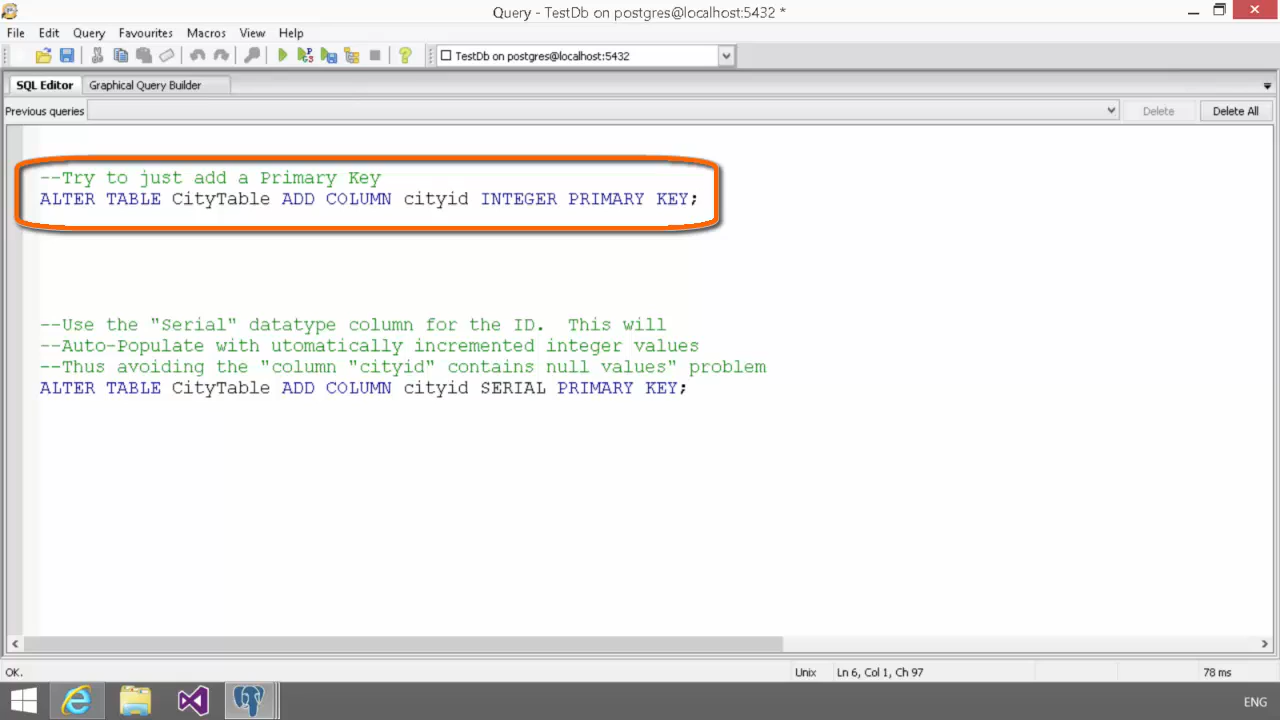 Query - TestDb on postgres@localhost:5432 *
File Edit Query Favourites Macros View Help
TestDb on postgres@localhost:5432
SQL Editor Graphical Query Builder
Previous queries Delete Delete All
--Try to just add a Primary Key
ALTER TABLE CityTable ADD COLUMN cityid INTEGER PRIMARY KEY;
--Use the "Serial" datatype column for the ID.  This will
--Auto-Populate with utomatically incremented integer values
--Thus avoiding the "column "cityid" contains null values" problem
ALTER TABLE CityTable ADD COLUMN cityid SERIAL PRIMARY KEY;
OK. Unix Ln 6, Col 1, Ch 97 78 ms
ENG